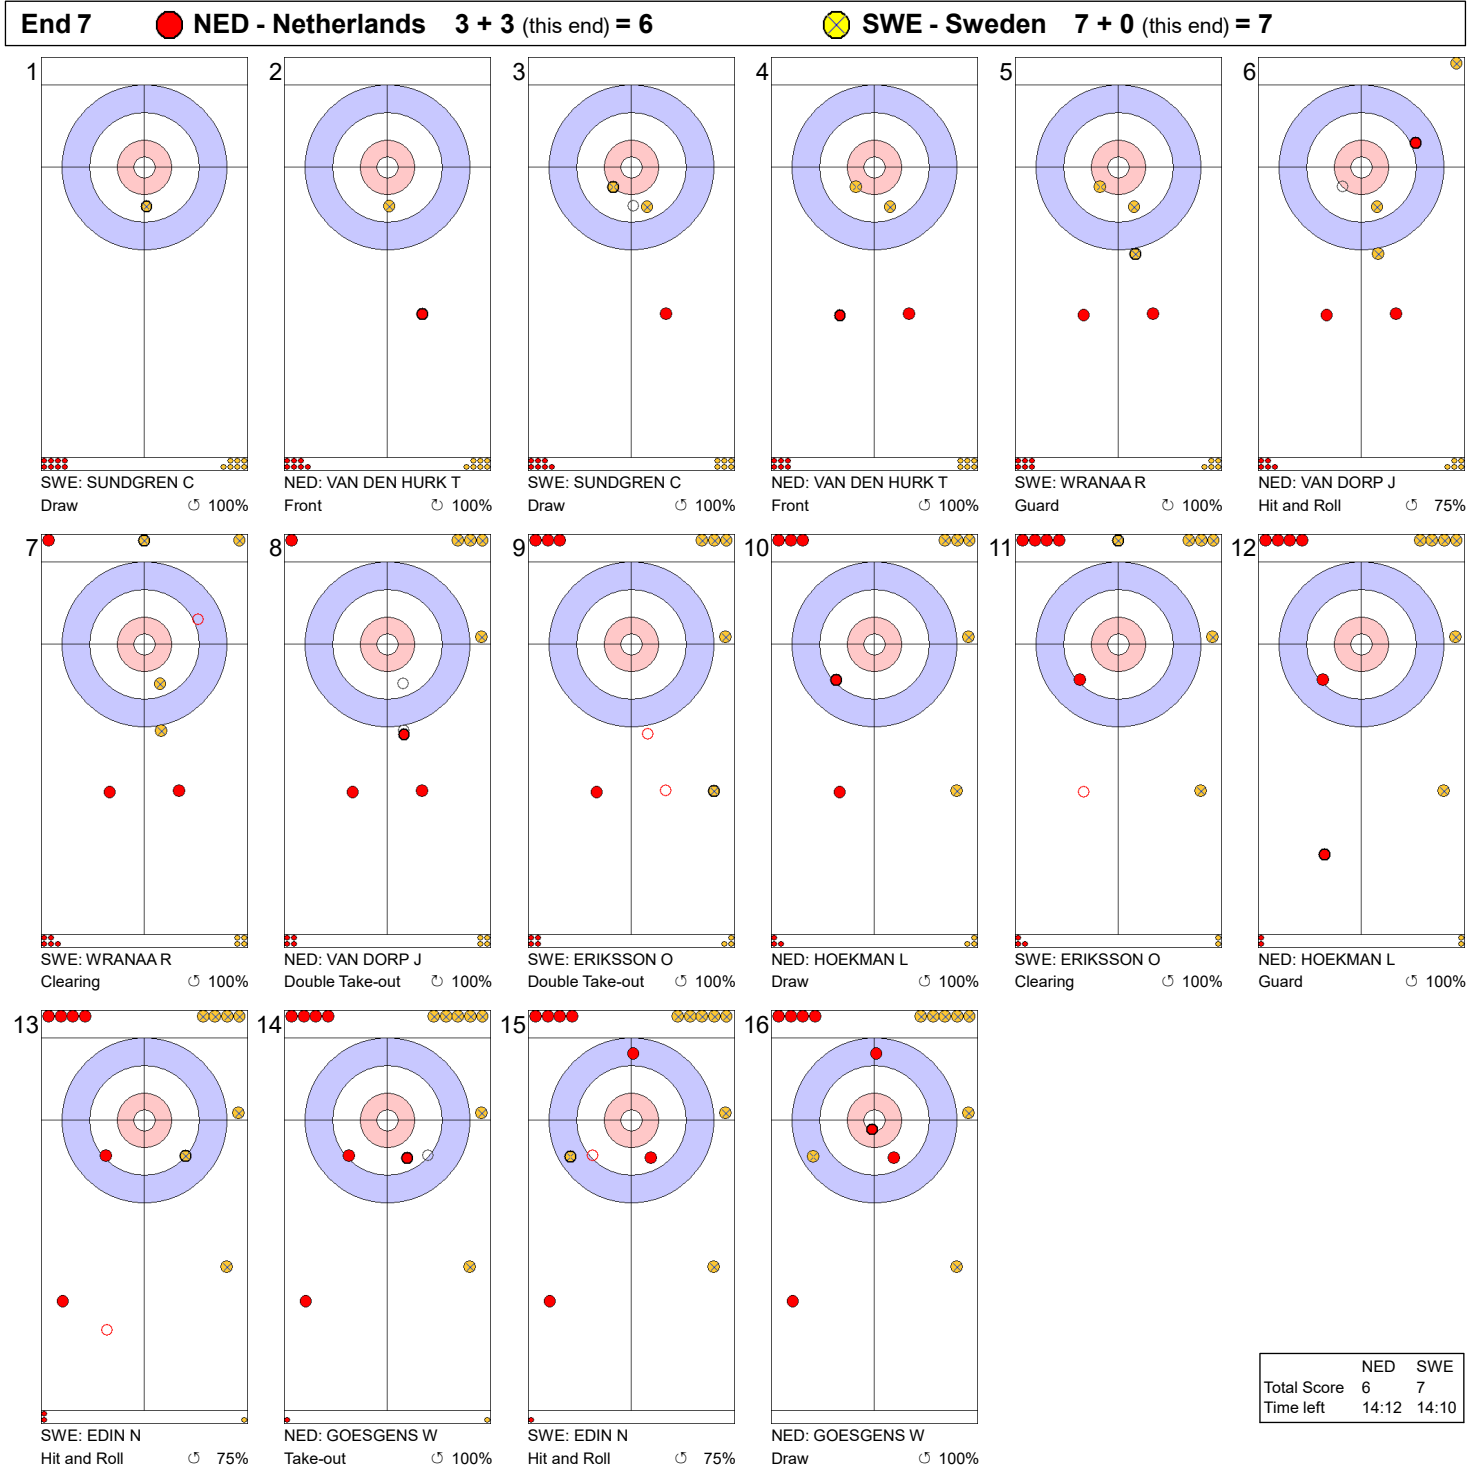 End 7 NED - Netherlands 3 + 3 (this end) = 6 SWE - Sweden 7 + 0 (this end) = 7
1 2 3 4 5 6
SWE: SUNDGREN C NED: VAN DEN HURK T SWE: SUNDGREN C NED: VAN DEN HURK T SWE: WRANAA R NED: VAN DORP J
Draw ↺ 100% Front ↻ 100% Draw ↺ 100% Front ↺ 100% Guard ↻ 100% Hit and Roll ↺ 75%
7 8 9 10 11 12
SWE: WRANAA R NED: VAN DORP J SWE: ERIKSSON O NED: HOEKMAN L SWE: ERIKSSON O NED: HOEKMAN L
Clearing ↺ 100% Double Take-out ↺ 100% Double Take-out ↺ 100% Draw ↺ 100% Clearing ↺ 100% Guard ↺ 100%
13 14 15 16
SWE: EDIN N NED: GOESGENS W SWE: EDIN N NED: GOESGENS W
Hit and Roll ↺ 75% Take-out ↺ 100% Hit and Roll ↺ 75% Draw ↺ 100%
NED SWE
Total Score 6 7
Time left 14:12 14:10